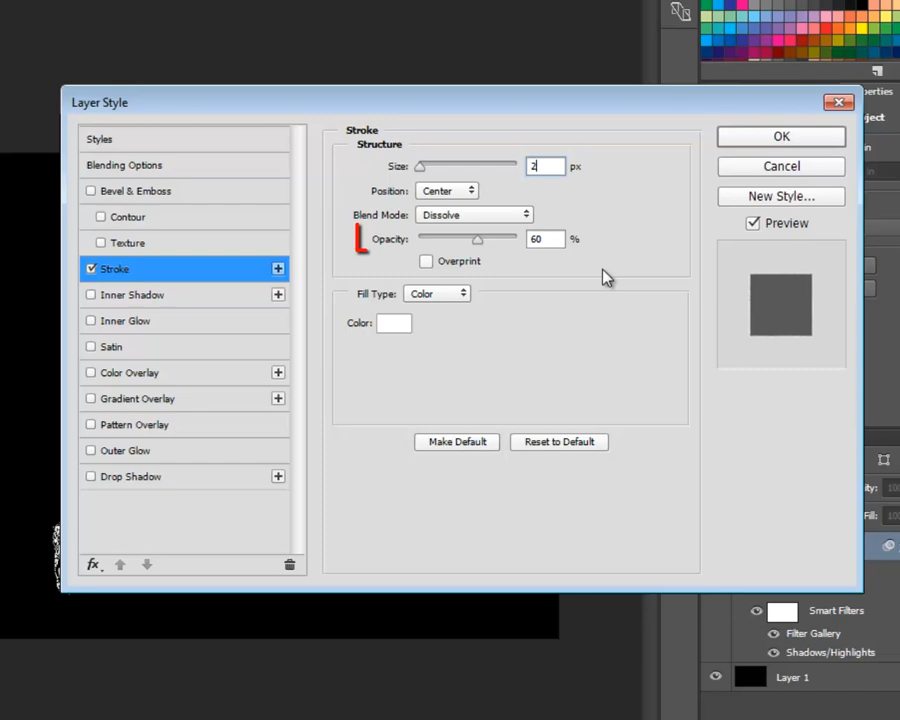 Layer Style
Styles
Blending Options
Bevel & Emboss
Contour
Texture
Stroke
Inner Shadow
Inner Glow
Satin
Color Overlay
Gradient Overlay
Pattern Overlay
Outer Glow
Drop Shadow
fx
Stroke
Structure
Size: 2 px
Position: Center
Blend Mode: Dissolve
Opacity: 60 %
Overprint
Fill Type: Color
Color:
Make Default
Reset to Default
OK
Cancel
New Style...
Preview
Smart Filters
Filter Gallery
Shadows/Highlights
Layer 1
Fill: